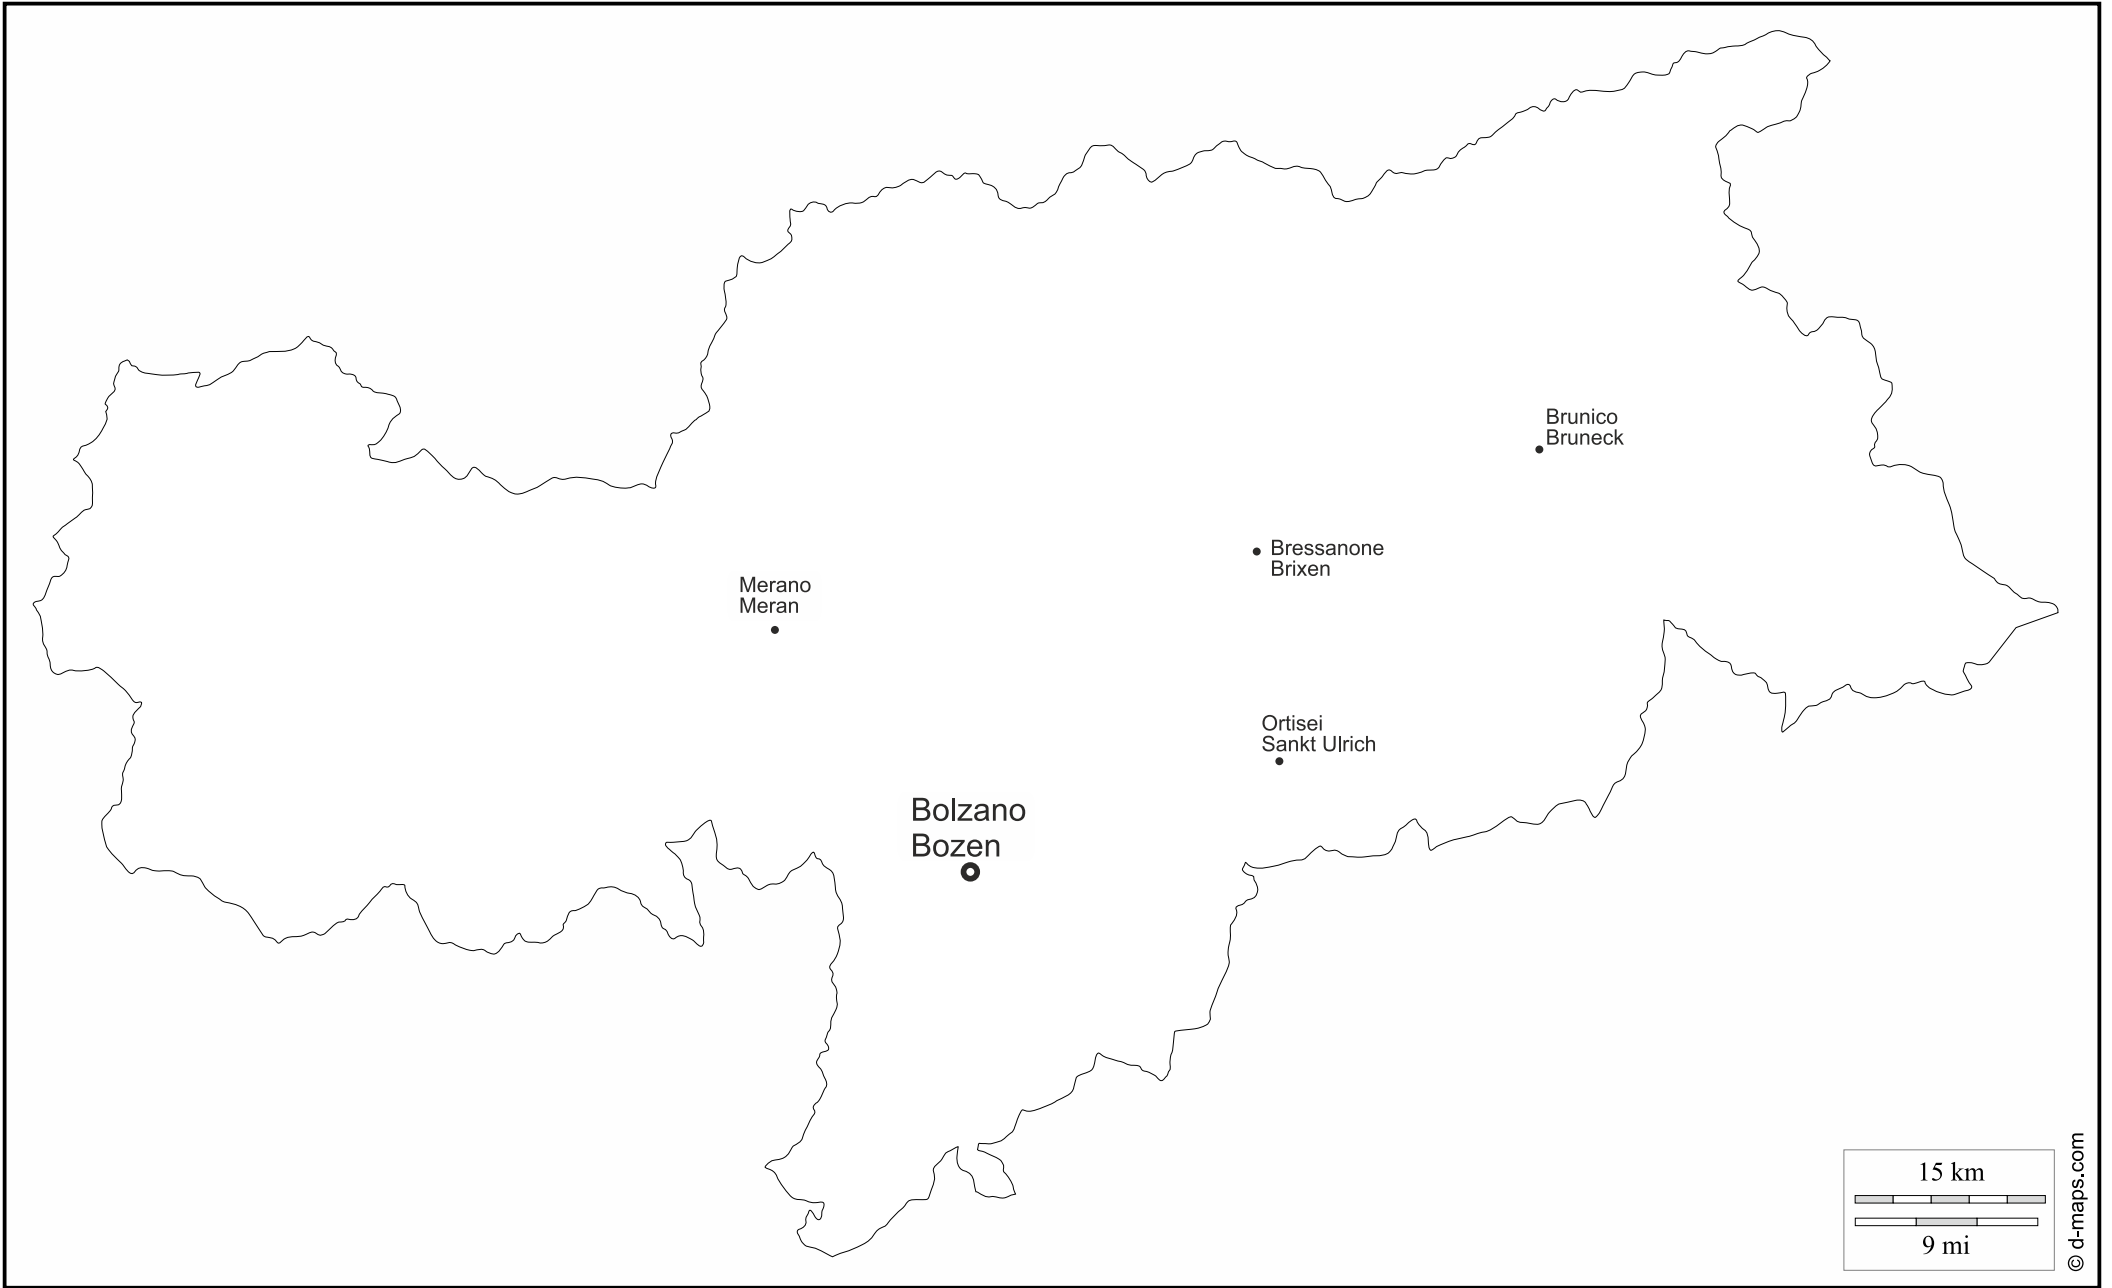 Brunico
Bruneck
Bressanone
Brixen
Merano
Meran
Ortisei
Sankt Ulrich
Bolzano
Bozen
15 km
9 mi
© d-maps.com